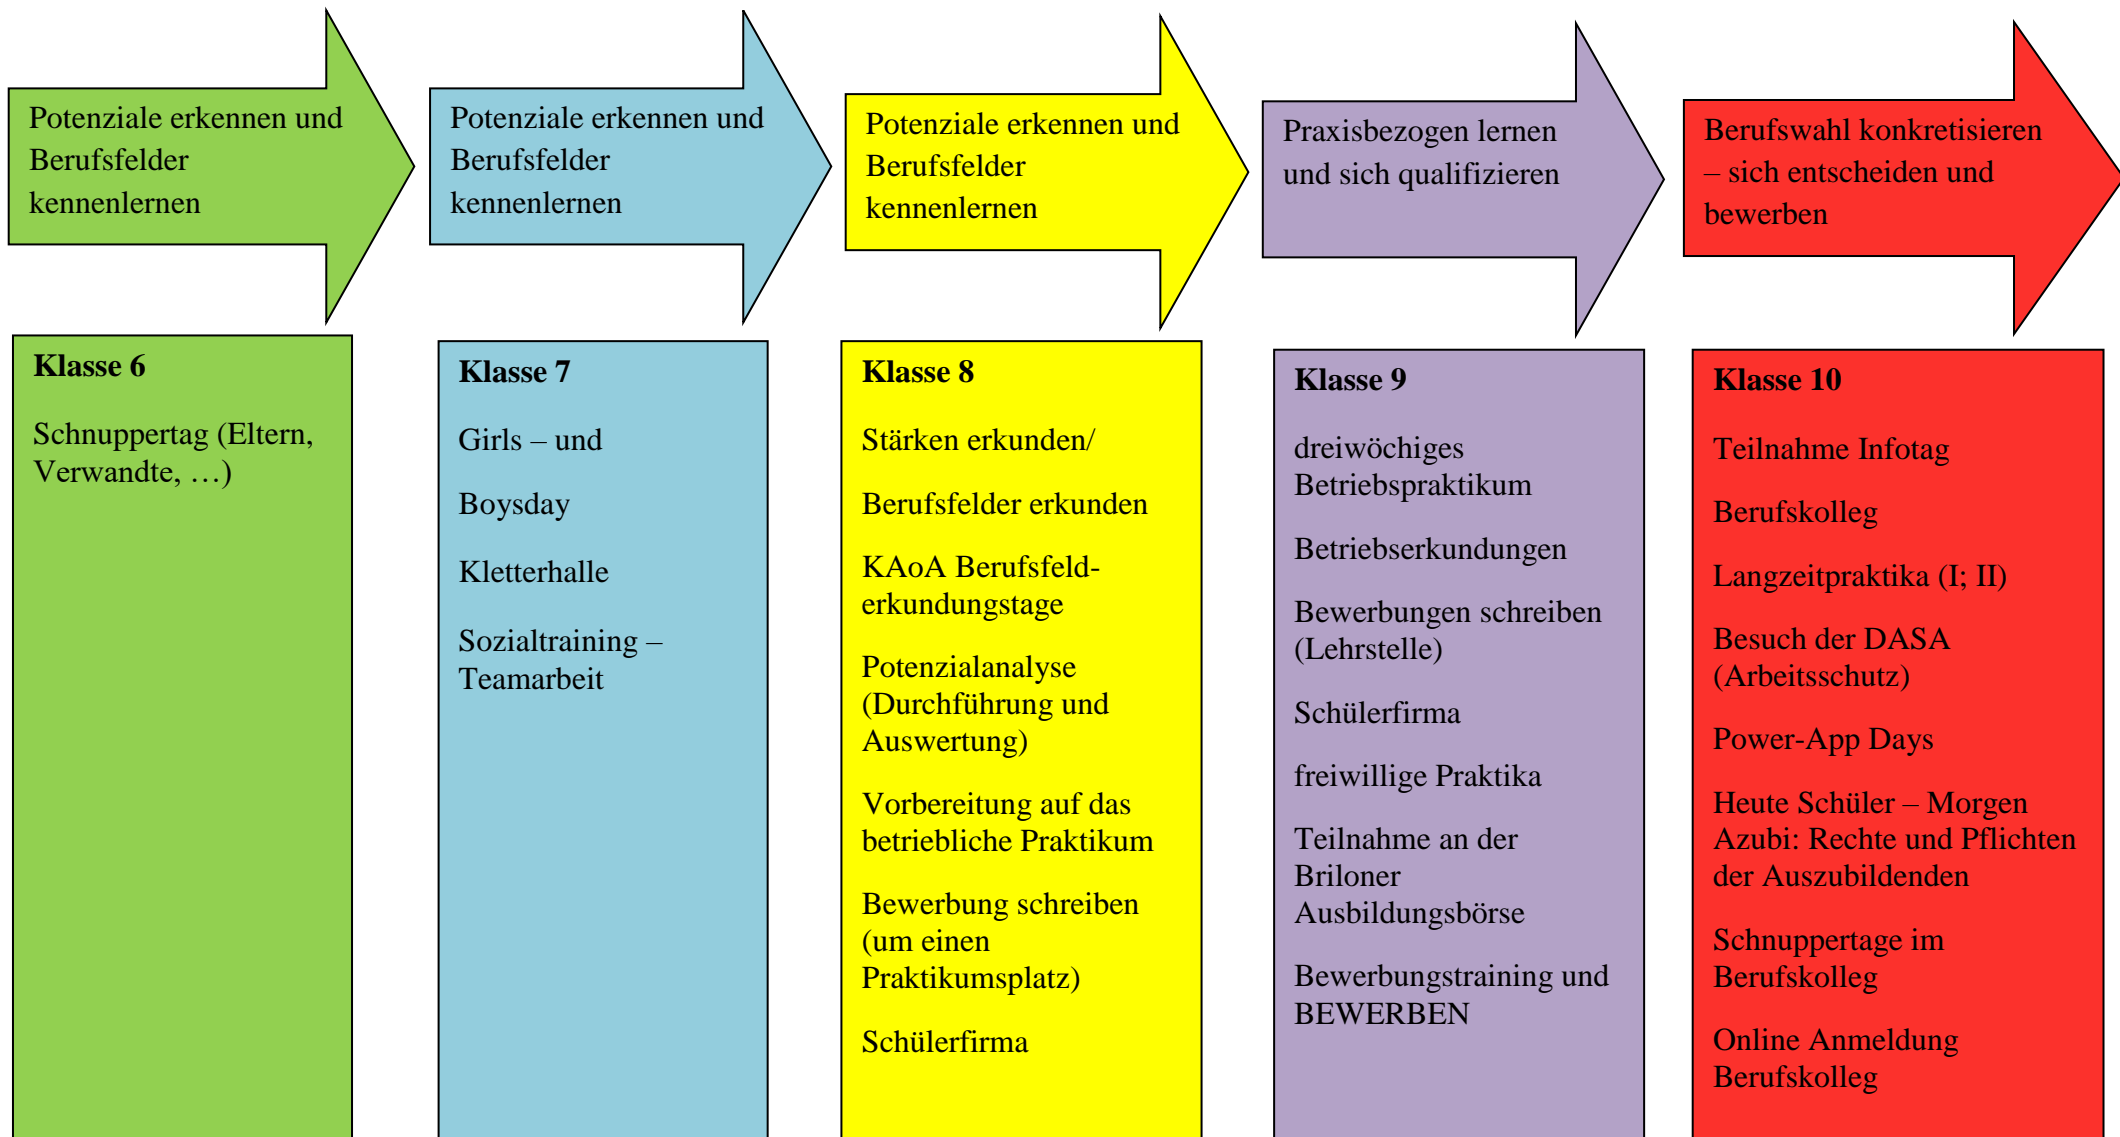 Potenziale erkennen und
Berufsfelder
kennenlernen
Potenziale erkennen und
Berufsfelder
kennenlernen
Potenziale erkennen und
Berufsfelder
kennenlernen
Praxisbezogen lernen
und sich qualifizieren
Berufswahl konkretisieren
– sich entscheiden und
bewerben
Klasse 6
Schnuppertag (Eltern,
Verwandte, …)
Klasse 7
Girls – und
Boysday
Kletterhalle
Sozialtraining –
Teamarbeit
Klasse 8
Stärken erkunden/
Berufsfelder erkunden
KAoA Berufsfeld-
erkundungstage
Potenzialanalyse
(Durchführung und
Auswertung)
Vorbereitung auf das
betriebliche Praktikum
Bewerbung schreiben
(um einen
Praktikumsplatz)
Schülerfirma
Klasse 9
dreiwöchiges
Betriebspraktikum
Betriebserkundungen
Bewerbungen schreiben
(Lehrstelle)
Schülerfirma
freiwillige Praktika
Teilnahme an der
Briloner
Ausbildungsbörse
Bewerbungstraining und
BEWERBEN
Klasse 10
Teilnahme Infotag
Berufskolleg
Langzeitpraktika (I; II)
Besuch der DASA
(Arbeitsschutz)
Power-App Days
Heute Schüler – Morgen
Azubi: Rechte und Pflichten
der Auszubildenden
Schnuppertage im
Berufskolleg
Online Anmeldung
Berufskolleg